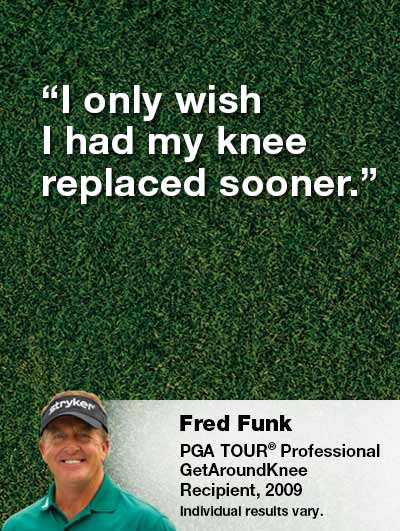 “I only wish
I had my knee
replaced sooner.”
stryker
Fred Funk
PGA TOUR® Professional
GetAroundKnee
Recipient, 2009
Individual results vary.